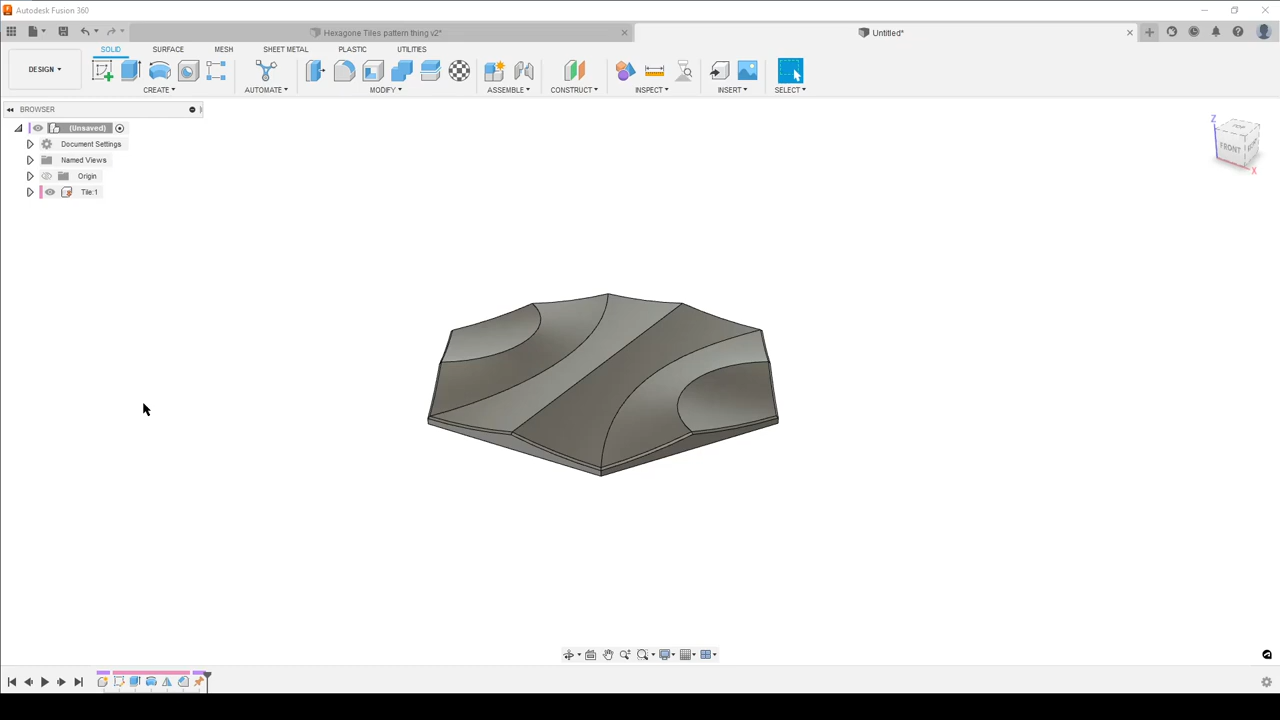 Autodesk Fusion 360
Hexagone Tiles pattern thing v2*
Untitled*
SOLID SURFACE MESH SHEET METAL PLASTIC UTILITIES
DESIGN
CREATE AUTOMATE MODIFY ASSEMBLE CONSTRUCT INSPECT INSERT SELECT
BROWSER
(Unsaved)
Document Settings
Named Views
Origin
Tile:1
Z
TOP
FRONT
X